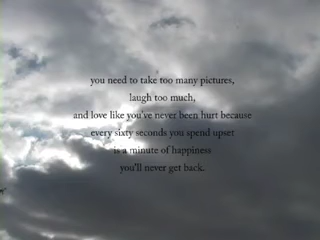 you need to take too many pictures,
laugh too much,
and love like you've never been hurt because
every sixty seconds you spend upset
is a minute of happiness
you'll never get back.